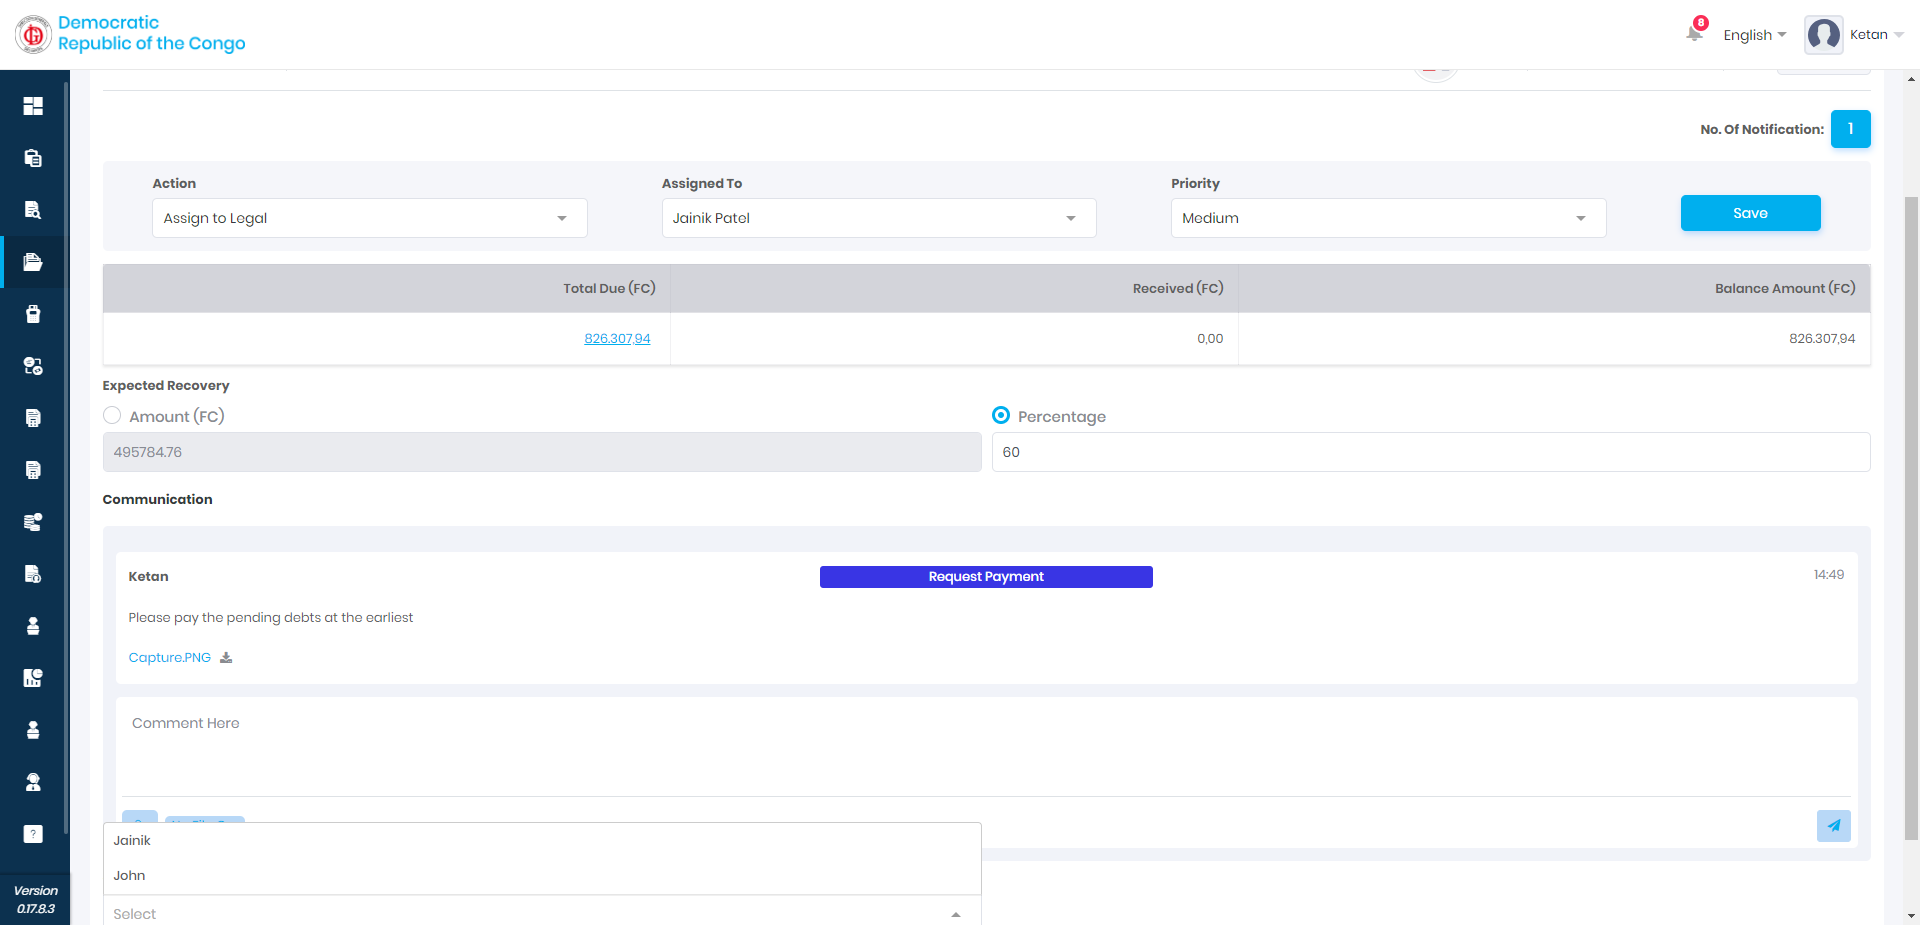 Democratic
Republic of the Congo
8
English
Ketan
No. Of Notification: 1
Action
Assigned To
Priority
Assign to Legal
Jainik Patel
Medium
Save
Total Due (FC)
Received (FC)
Balance Amount (FC)
826.307,94
0,00
826.307,94
Expected Recovery
Amount (FC)
Percentage
495784.76
60
Communication
Ketan
Request Payment
14:49
Please pay the pending debts at the earliest
Capture.PNG
Comment Here
Jainik
John
Select
?
Version
0.17.8.3